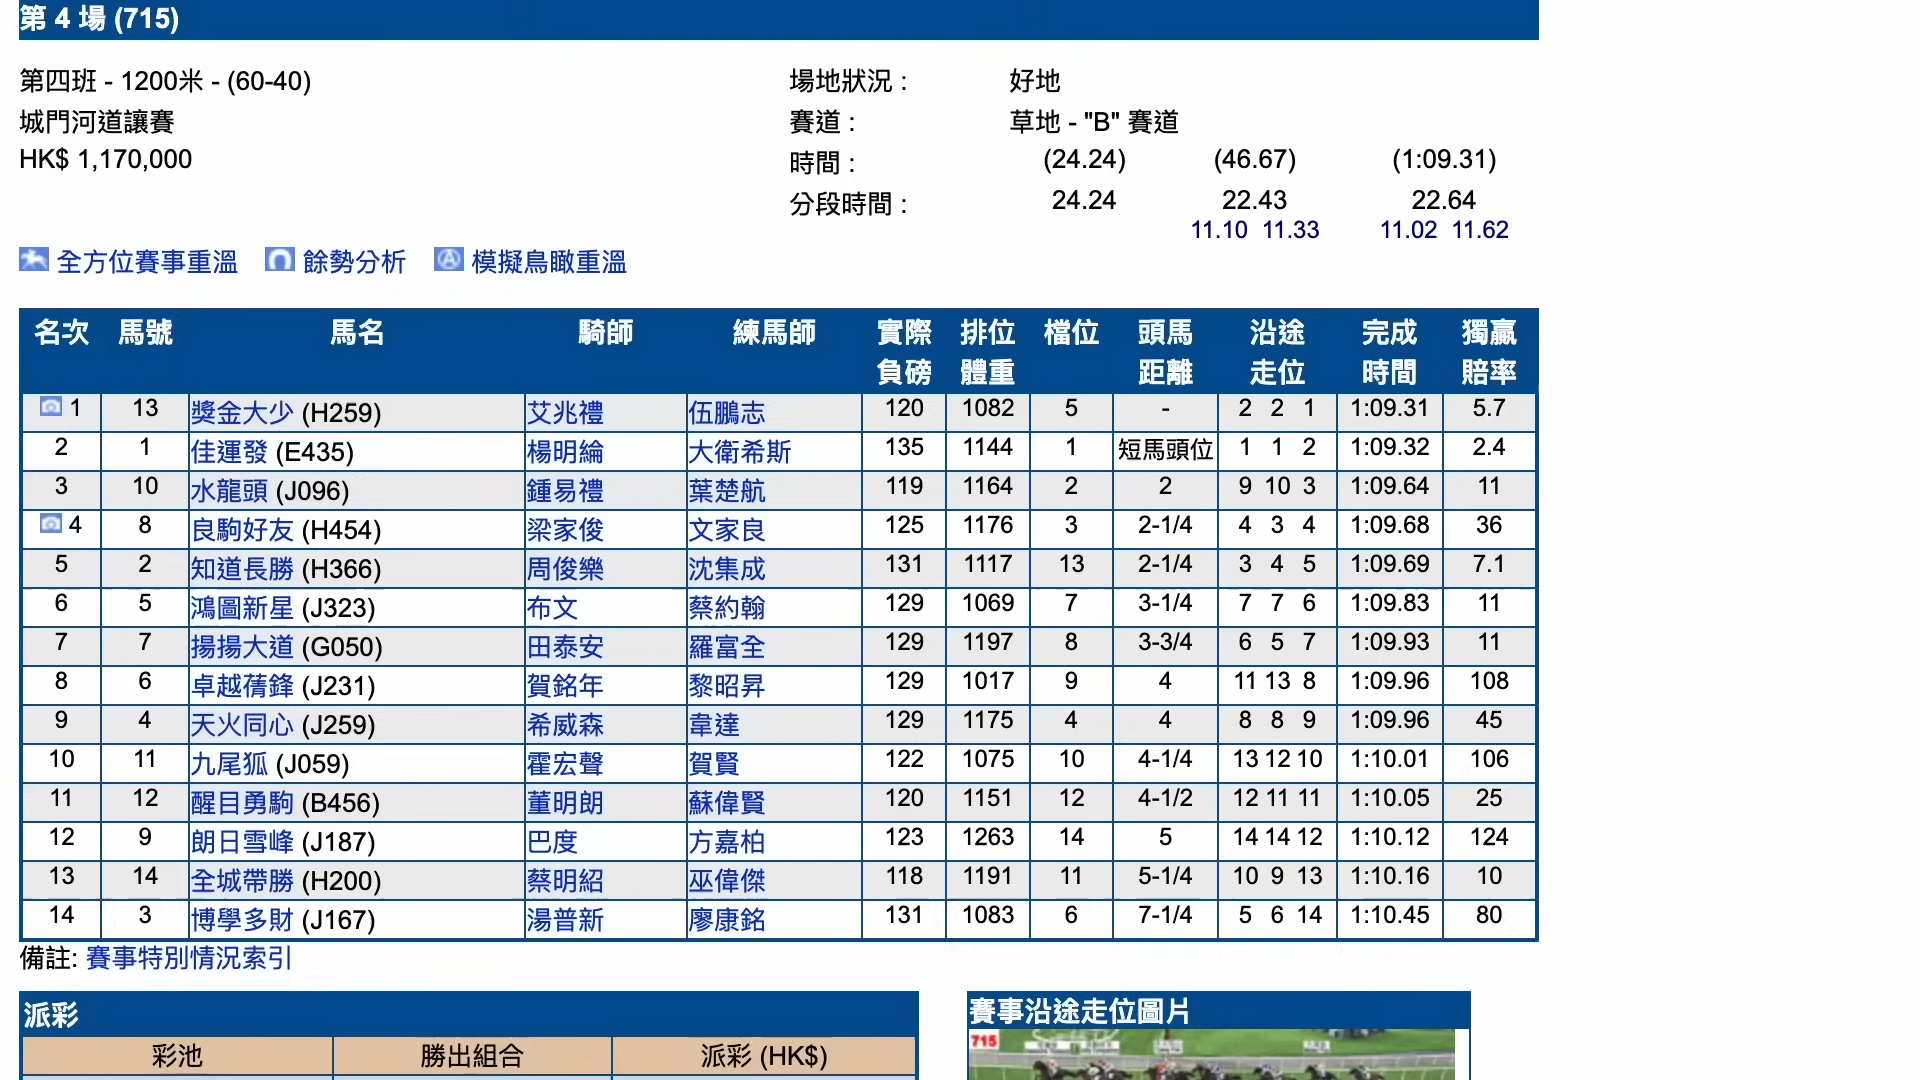 第 4 場 (715)
第四班 - 1200米 - (60-40)
場地狀況 : 好地
城門河道讓賽
賽道 : 草地 - "B" 賽道
HK$ 1,170,000
時間 : (24.24) (46.67) (1:09.31)
分段時間 : 24.24 22.43 22.64
11.10 11.33 11.02 11.62
全方位賽事重溫 餘勢分析 模擬鳥瞰重溫
名次 馬號 馬名 騎師 練馬師 實際負磅 排位體重 檔位 頭馬距離 沿途走位 完成時間 獨贏賠率
1 13 獎金大少 (H259) 艾兆禮 伍鵬志 120 1082 5 - 2 2 1 1:09.31 5.7
2 1 佳運發 (E435) 楊明綸 大衛希斯 135 1144 1 短馬頭位 1 1 2 1:09.32 2.4
3 10 水龍頭 (J096) 鍾易禮 葉楚航 119 1164 2 2 9 10 3 1:09.64 11
4 8 良駒好友 (H454) 梁家俊 文家良 125 1176 3 2-1/4 4 3 4 1:09.68 36
5 2 知道長勝 (H366) 周俊樂 沈集成 131 1117 13 2-1/4 3 4 5 1:09.69 7.1
6 5 鴻圖新星 (J323) 布文 蔡約翰 129 1069 7 3-1/4 7 7 6 1:09.83 11
7 7 揚揚大道 (G050) 田泰安 羅富全 129 1197 8 3-3/4 6 5 7 1:09.93 11
8 6 卓越蒨鋒 (J231) 賀銘年 黎昭昇 129 1017 9 4 11 13 8 1:09.96 108
9 4 天火同心 (J259) 希威森 韋達 129 1175 4 4 8 8 9 1:09.96 45
10 11 九尾狐 (J059) 霍宏聲 賀賢 122 1075 10 4-1/4 13 12 10 1:10.01 106
11 12 醒目勇駒 (B456) 董明朗 蘇偉賢 120 1151 12 4-1/2 12 11 11 1:10.05 25
12 9 朗日雪峰 (J187) 巴度 方嘉柏 123 1263 14 5 14 14 12 1:10.12 124
13 14 全城帶勝 (H200) 蔡明紹 巫偉傑 118 1191 11 5-1/4 10 9 13 1:10.16 10
14 3 博學多財 (J167) 湯普新 廖康銘 131 1083 6 7-1/4 5 6 14 1:10.45 80
備註: 賽事特別情況索引
派彩
賽事沿途走位圖片
彩池 勝出組合 派彩 (HK$)
715